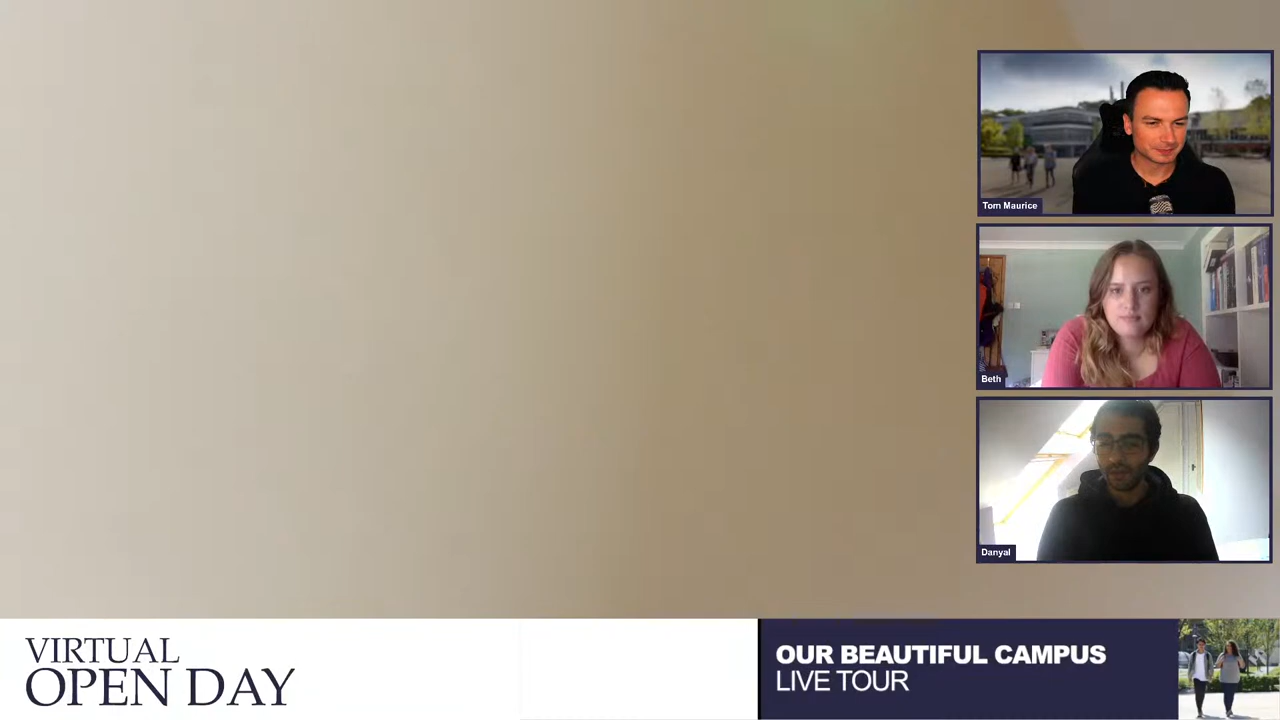 Tom Maurice
Beth
Danyal
VIRTUAL
OPEN DAY
OUR BEAUTIFUL CAMPUS
LIVE TOUR